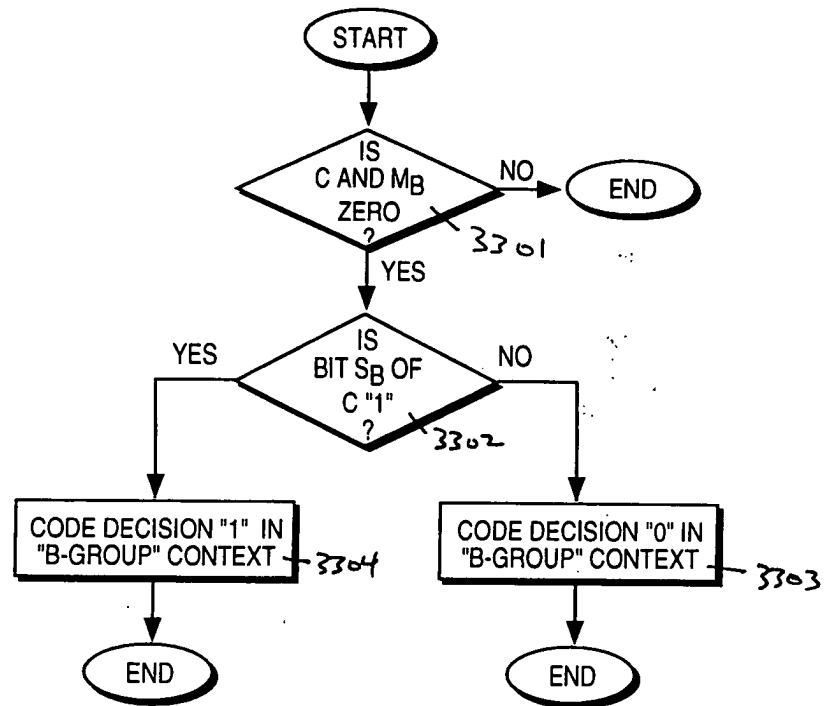 START
IS
C AND MB
ZERO
?
3301
NO
END
YES
IS
BIT SB OF
C "1"
?
3302
YES
NO
CODE DECISION "1" IN
"B-GROUP" CONTEXT
3304
CODE DECISION "0" IN
"B-GROUP" CONTEXT
3303
END
END